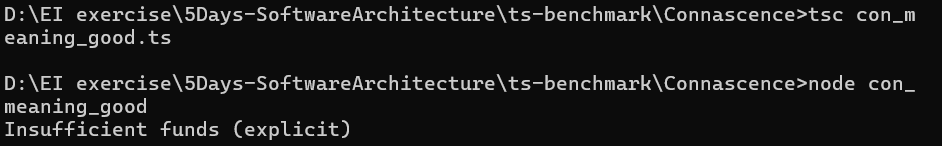 D:\EI exercise\5Days-SoftwareArchitecture\ts-benchmark\Connascence>tsc con_m
eaning_good.ts
D:\EI exercise\5Days-SoftwareArchitecture\ts-benchmark\Connascence>node con_
meaning_good
Insufficient funds (explicit)